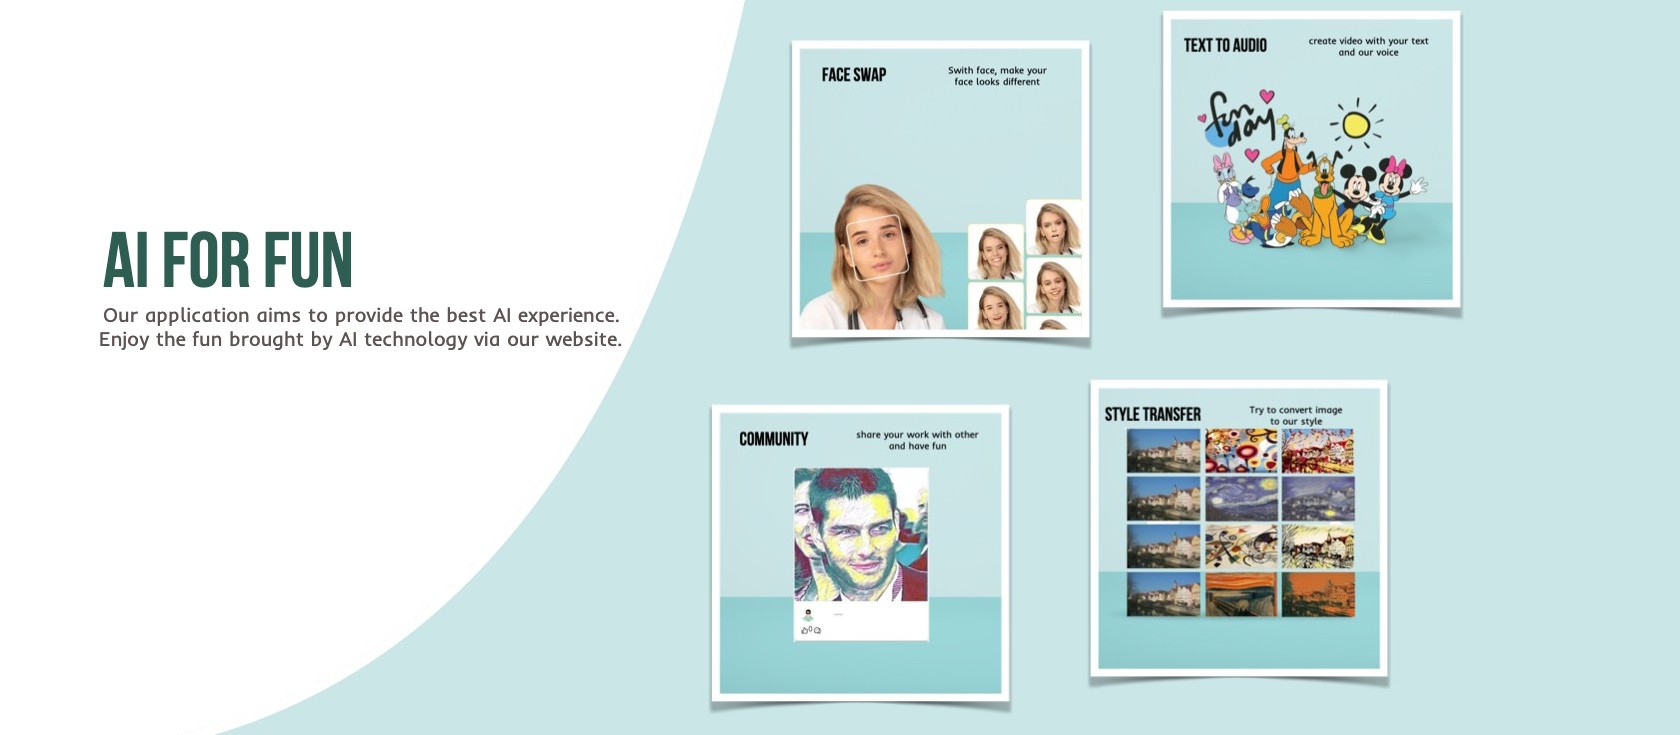 AI FOR FUN
Our application aims to provide the best AI experience.
Enjoy the fun brought by AI technology via our website.
FACE SWAP
Swith face, make your
face looks different
TEXT TO AUDIO
create video with your text
and our voice
fun
day
COMMUNITY
share your work with other
and have fun
0
STYLE TRANSFER
Try to convert image
to our style